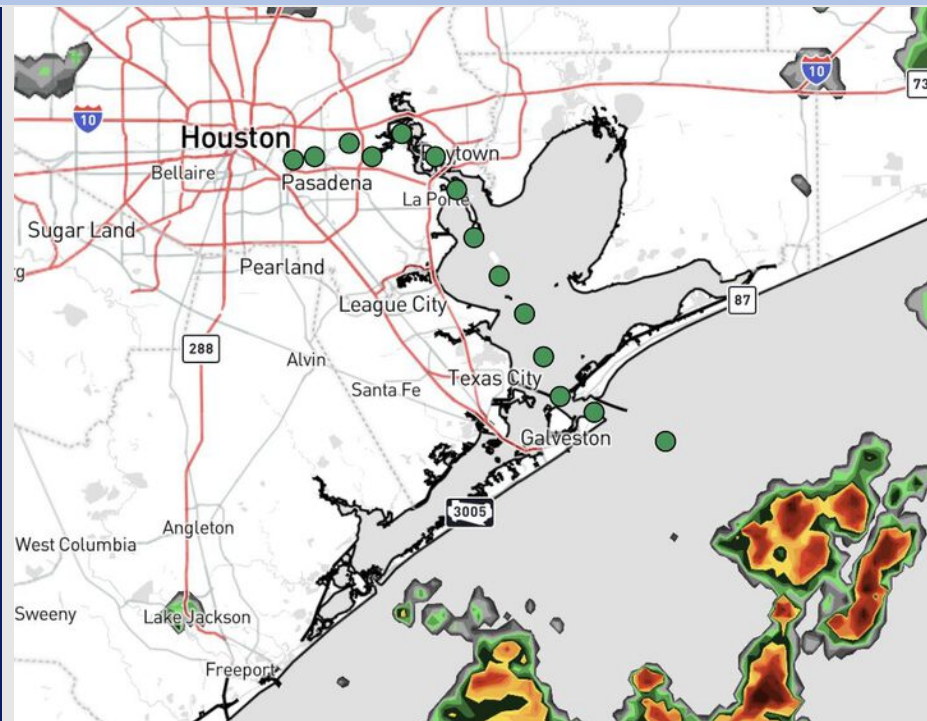 10
73
10
Houston
Baytown
Bellaire
Pasadena
La Porte
Sugar Land
rg
Pearland
87
League City
288
Alvin
Texas City
Santa Fe
Galveston
3005
Angleton
West Columbia
Sweeny
Lake Jackson
Freeport